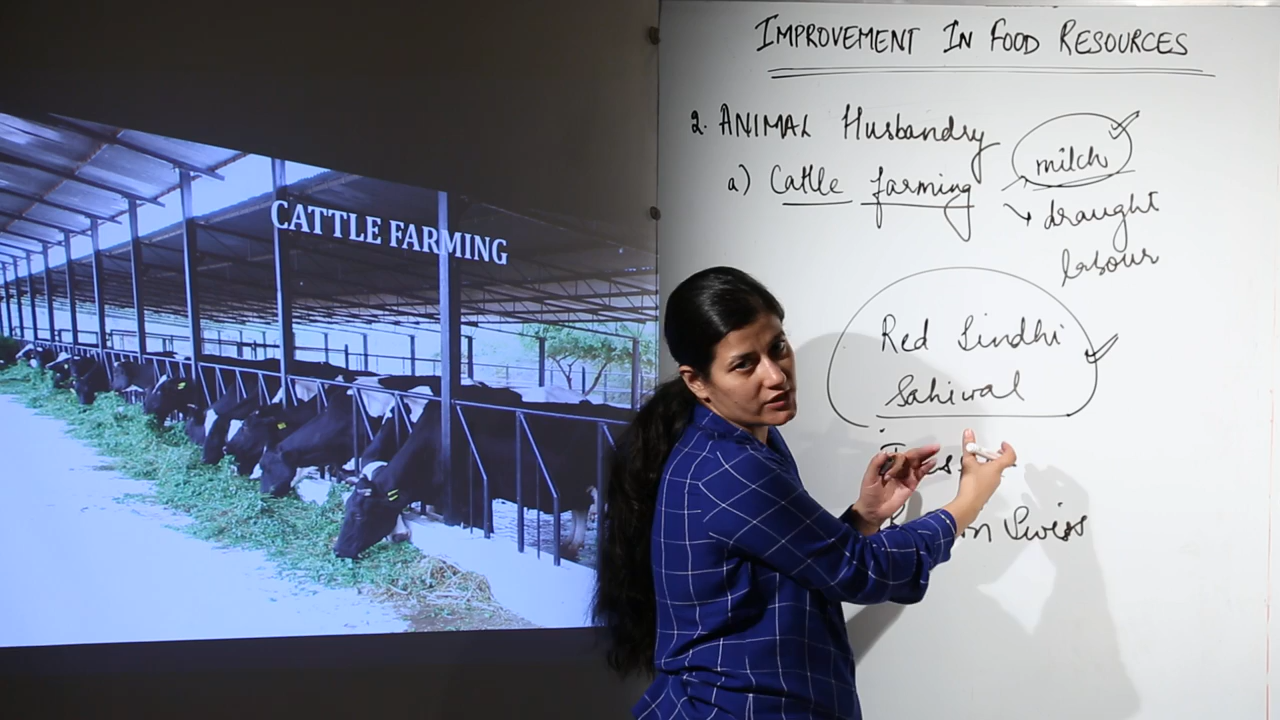 IMPROVEMENT IN FOOD RESOURCES
2. ANIMAL Husbandry
a) Cattle farming
milch
draught
labour
Red Sindhi
Sahiwal
Swiss
CATTLE FARMING